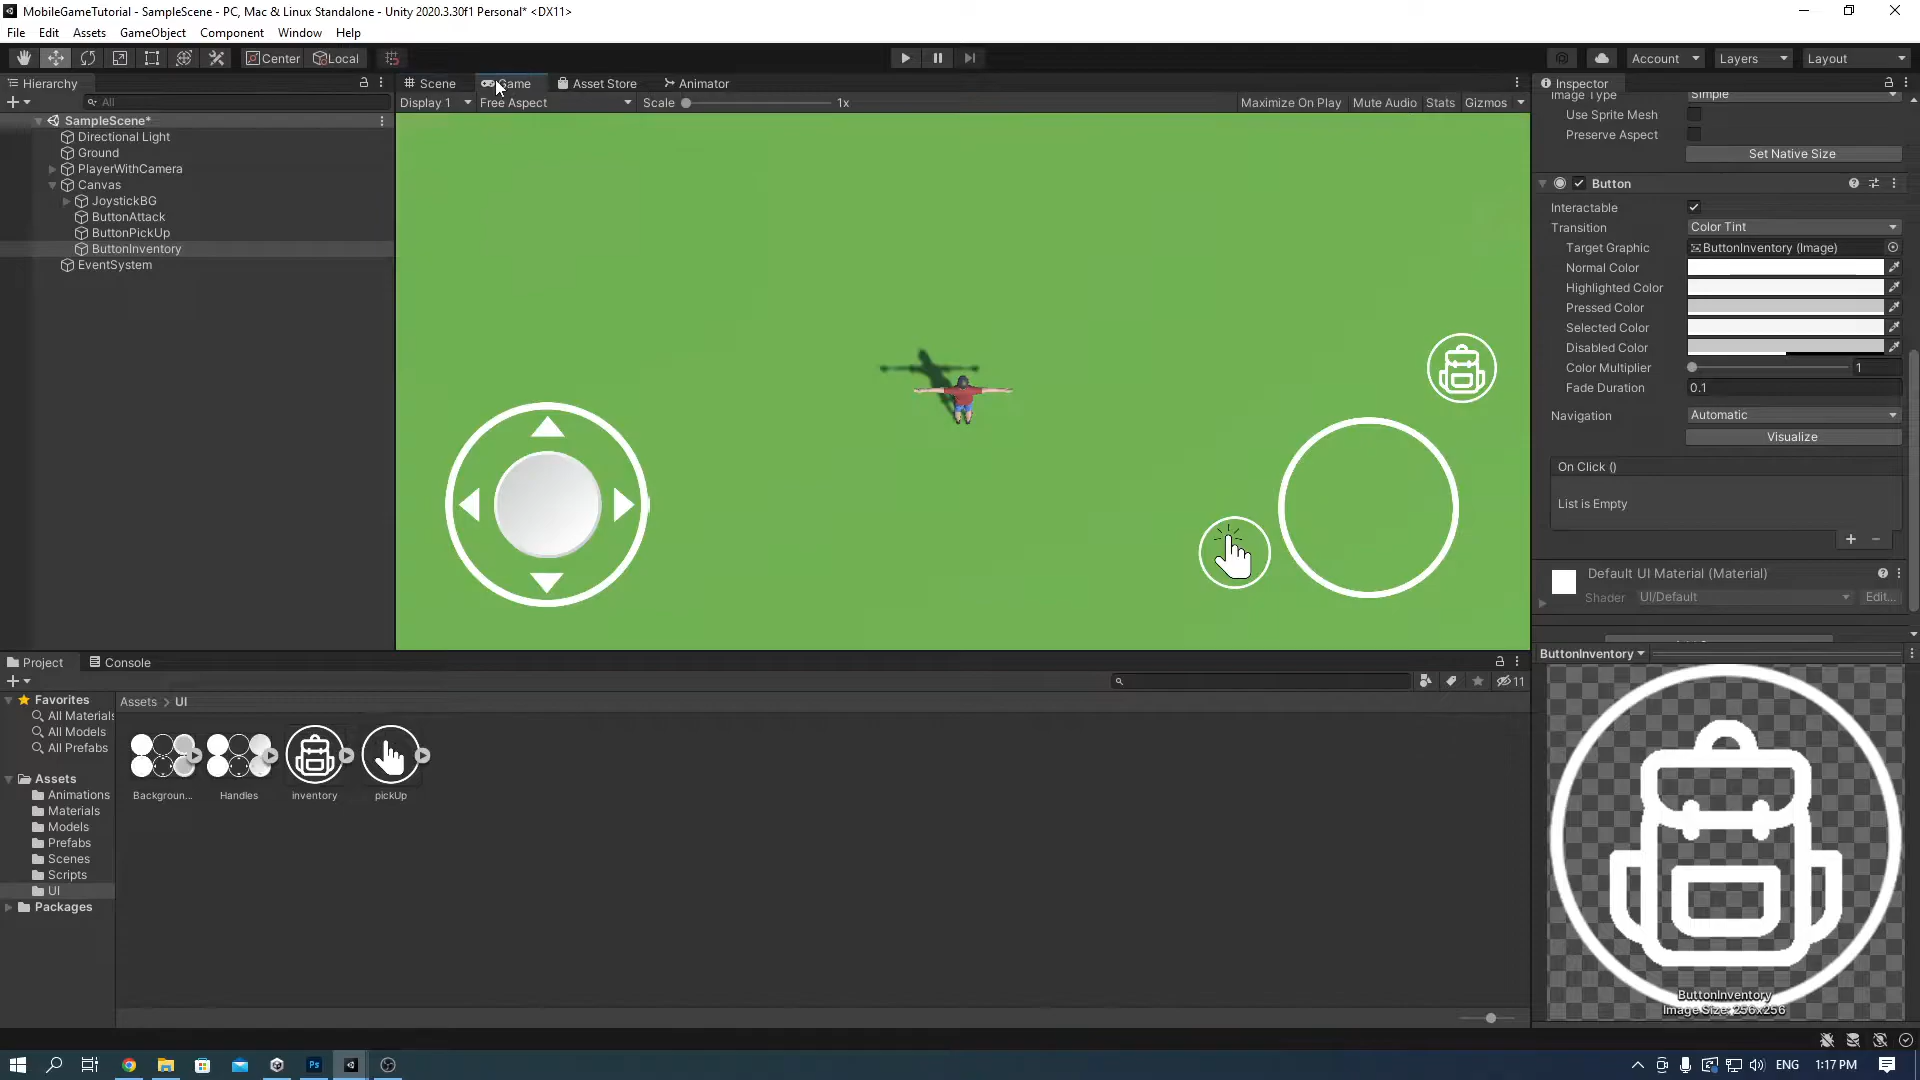 MobileGameTutorial - SampleScene - PC, Mac & Linux Standalone - Unity 2020.3.30f1 Personal* <DX11>
File Edit Assets GameObject Component Window Help
Center Local Account Layers Layout
Hierarchy Scene Game Asset Store Animator Inspector
All Display 1 Free Aspect Scale 1x Maximize On Play Mute Audio Stats Gizmos
Image Type Simple
SampleScene*
Directional Light
Ground
PlayerWithCamera
Canvas
JoystickBG
ButtonAttack
ButtonPickUp
ButtonInventory
EventSystem
Use Sprite Mesh
Preserve Aspect
Set Native Size
Button
Interactable
Transition Color Tint
Target Graphic ButtonInventory (Image)
Normal Color
Highlighted Color
Pressed Color
Selected Color
Disabled Color
Color Multiplier 1
Fade Duration 0.1
Navigation Automatic
Visualize
On Click ()
List is Empty
Default UI Material (Material)
Shader UI/Default Edit...
ButtonInventory
Project Console
11
Favorites
All Materials
All Models
All Prefabs
Assets
Animations
Materials
Models
Prefabs
Scenes
Scripts
UI
Packages
Assets > UI
Backgroun... Handles inventory pickUp
ButtonInventory
Image Size: 256x256
Ps ENG 1:17 PM